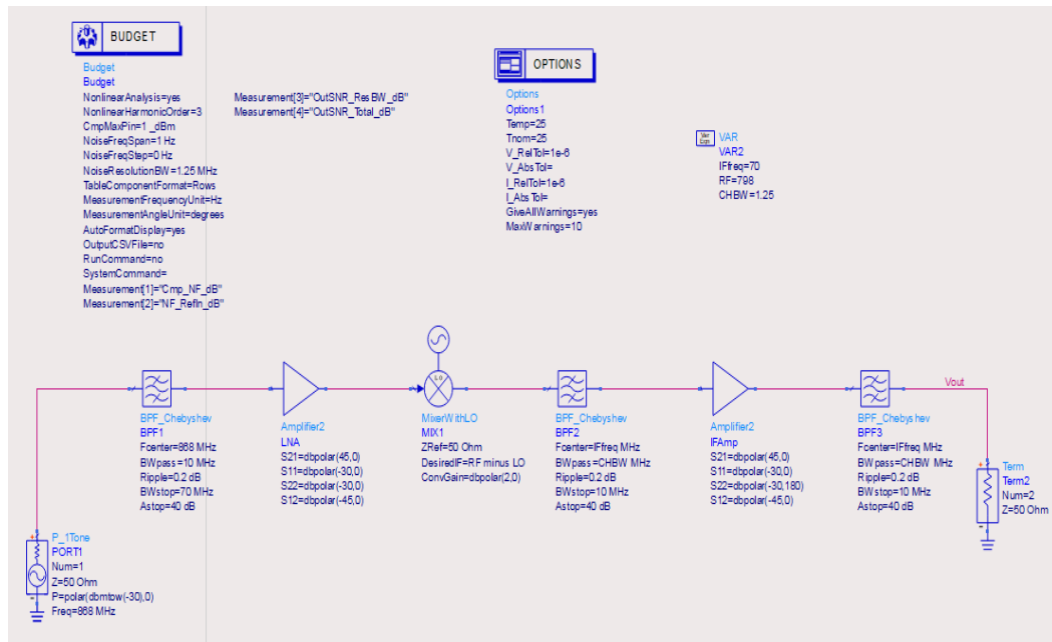 BUDGET
Budget
Budget
NonlinearAnalysis=yes
NonlinearHarmonicOrder=3
CmpMaxPin=1 _dBm
NoiseFreqSpan=1 Hz
NoiseFreqStep=0 Hz
NoiseResolutionBW=1.25 MHz
TableComponentFormat=Rows
MeasurementFrequencyUnit=Hz
MeasurementAngleUnit=degrees
AutoFormatDisplay=yes
OutputCSVFile=no
RunCommand=no
SystemCommand=
Measurement[1]="Cmp_NF_dB"
Measurement[2]="NF_RefIn_dB"
Measurement[3]="OutSNR_ResBW_dB"
Measurement[4]="OutSNR_Total_dB"
OPTIONS
Options
Options1
Temp=25
Tnom=25
V_RelTol=1e-6
V_AbsTol=
I_RelTol=1e-6
I_AbsTol=
GiveAllWarnings=yes
MaxWarnings=10
Var
Eqn
VAR
VAR2
IFfreq=70
RF=798
CHBW=1.25
BPF_Chebyshev
BPF1
Fcenter=868 MHz
BWpass=10 MHz
Ripple=0.2 dB
BWstop=70 MHz
Astop=40 dB
Amplifier2
LNA
S21=dbpolar(45,0)
S11=dbpolar(-30,0)
S22=dbpolar(-30,0)
S12=dbpolar(-45,0)
LO
MixerWithLO
MIX1
ZRef=50 Ohm
DesiredIF=RF minus LO
ConvGain=dbpolar(2,0)
BPF_Chebyshev
BPF2
Fcenter=IFfreq MHz
BWpass=CHBW MHz
Ripple=0.2 dB
BWstop=10 MHz
Astop=40 dB
Amplifier2
IFAmp
S21=dbpolar(45,0)
S11=dbpolar(-30,0)
S22=dbpolar(-30,180)
S12=dbpolar(-45,0)
BPF_Chebyshev
BPF3
Fcenter=IFfreq MHz
BWpass=CHBW MHz
Ripple=0.2 dB
BWstop=10 MHz
Astop=40 dB
Vout
Term
Term2
Num=2
Z=50 Ohm
P_1Tone
PORT1
Num=1
Z=50 Ohm
P=polar(dbmtow(-30),0)
Freq=868 MHz